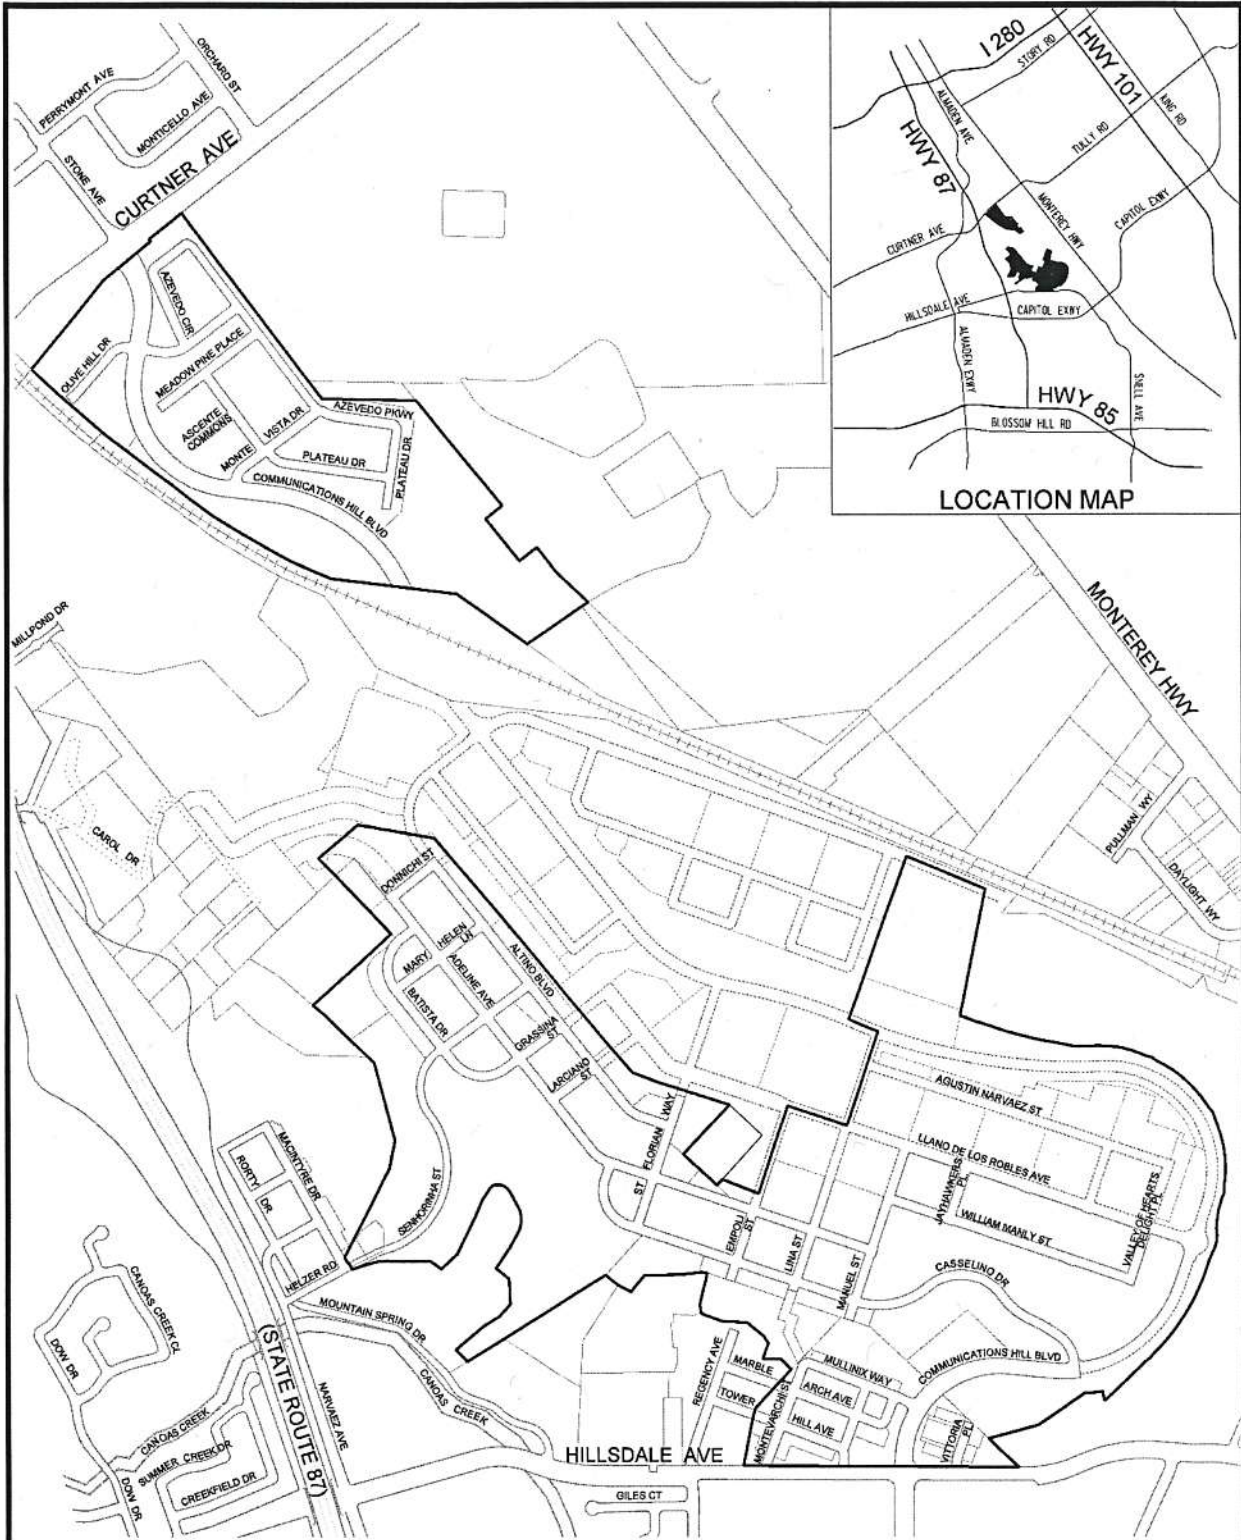 ORCHARD ST
PERRYMONT AVE
MONTICELLO AVE
STONE AVE
CURTNER AVE
AZEVEDO CIR
OLIVE HILL DR
MEADOW PINE PLACE
ASCENTE
COMMONS
MONTE
VISTA DR
AZEVEDO PKWY
PLATEAU DR
PLATEAU DR
COMMUNICATIONS HILL BLVD
I 280
STORY RD
HWY 101
KING RD
ALMADEN AVE
HWY 87
TULLY RD
MONTEREY HWY
CAPITOL EXWY
CURTNER AVE
HILLSDALE AVE
CAPITOL EXWY
ALMADEN EXWY
SNELL AVE
HWY 85
BLOSSOM HILL RD
LOCATION MAP
MILLPOND DR
MONTEREY HWY
PULLMAN WY
DAYLIGHT WY
CAROL DR
DONNICHI ST
HELEN
LN
MARY
ADELINE AVE
ALTINO BLVD
BATISTA DR
GRASSINA
ST
LARCIANO
ST
FLORIAN WAY
ST
SENHORINHA ST
AGUSTIN NARVAEZ ST
LLANO DE LOS ROBLES AVE
JAYHAWKERS
PL
WILLIAM MANLY ST
VALLEY OF HEARTS
DELIGHT PL
EMPOLI
ST
LINA ST
MANUEL ST
CASSELINO DR
MACINTYRE DR
RORTY
DR
HELZER RD
MOUNTAIN SPRING DR
CANOAS CREEK CL
DOW DR
CANOAS CREEK
(STATE ROUTE 87)
NARVAEZ AVE
CANOAS CREEK
SUMMER CREEK DR
CREEKFIELD DR
DOW DR
REGENCY AVE
MARBLE
TOWER
MONTEVARCHI ST
MULLINIX WAY
ARCH AVE
HILL AVE
COMMUNICATIONS HILL BLVD
VITTORIA
PL
HILLSDALE AVE
GILES CT